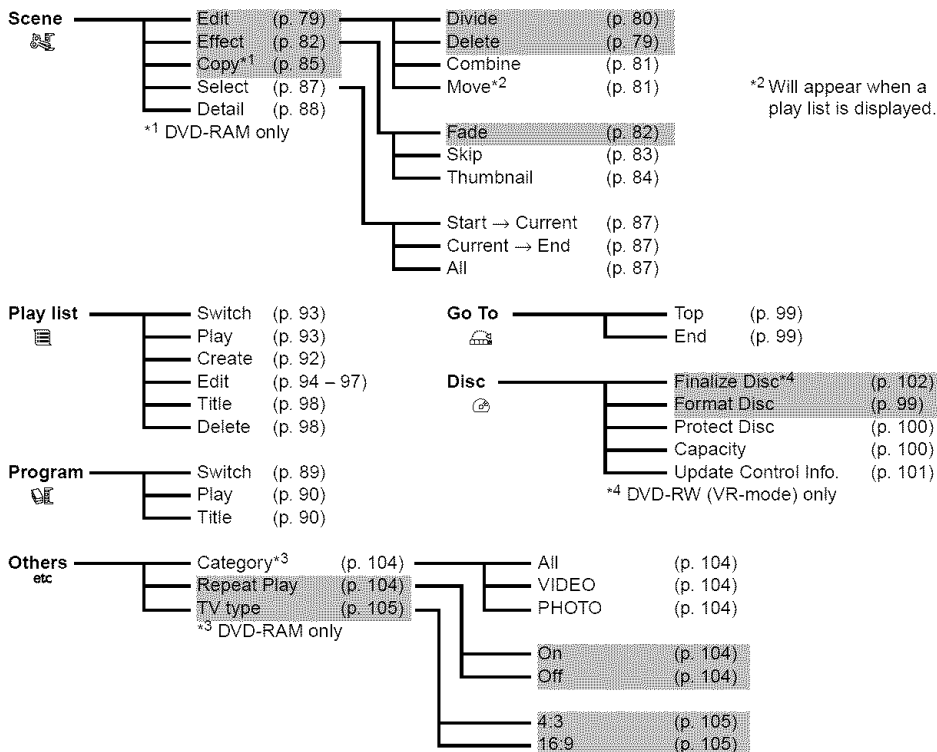 Scene
Edit (p. 79)
Effect (p. 82)
Copy*1 (p. 85)
Select (p. 87)
Detail (p. 88)
*1 DVD-RAM only
Divide (p. 80)
Delete (p. 79)
Combine (p. 81)
Move*2 (p. 81)
*2 Will appear when a
play list is displayed.
Fade (p. 82)
Skip (p. 83)
Thumbnail (p. 84)
Start → Current (p. 87)
Current → End (p. 87)
All (p. 87)
Play list
Switch (p. 93)
Play (p. 93)
Create (p. 92)
Edit (p. 94 – 97)
Title (p. 98)
Delete (p. 98)
Go To
Top (p. 99)
End (p. 99)
Disc
Finalize Disc*4 (p. 102)
Format Disc (p. 99)
Protect Disc (p. 100)
Capacity (p. 100)
Update Control Info. (p. 101)
*4 DVD-RW (VR-mode) only
Program
Switch (p. 89)
Play (p. 90)
Title (p. 90)
Others
etc
Category*3 (p. 104)
Repeat Play (p. 104)
TV type (p. 105)
*3 DVD-RAM only
All (p. 104)
VIDEO (p. 104)
PHOTO (p. 104)
On (p. 104)
Off (p. 104)
4:3 (p. 105)
16:9 (p. 105)